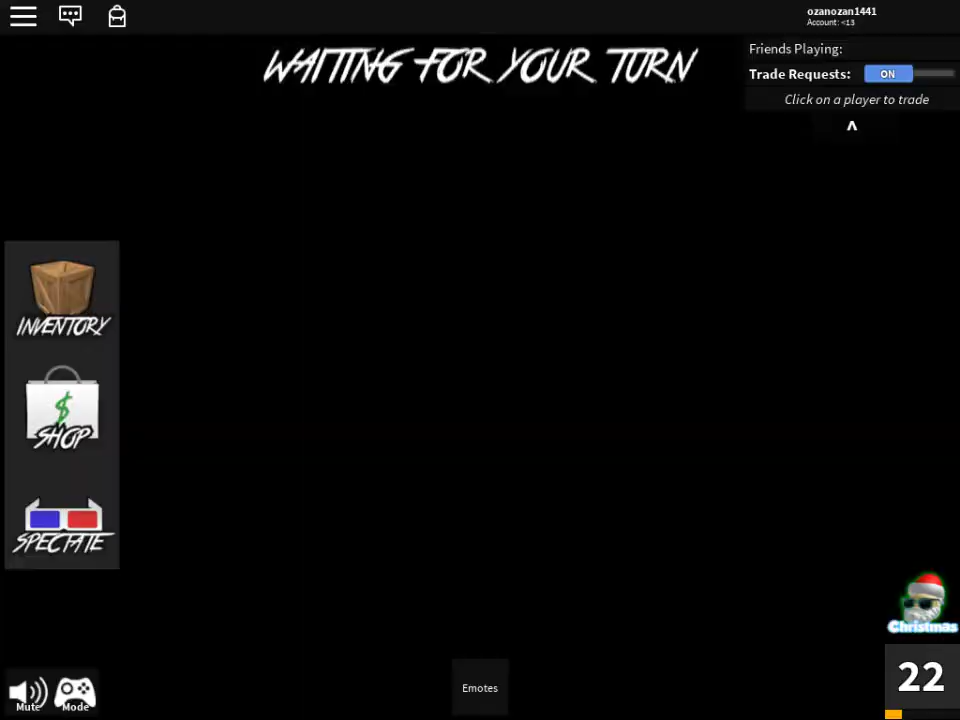 ozanozan1441
Account: <13
WAITING FOR YOUR TURN
Friends Playing:
Trade Requests: ON
Click on a player to trade
^
INVENTORY
$
SHOP
SPECTATE
Christmas
22
Mute
Mode
Emotes